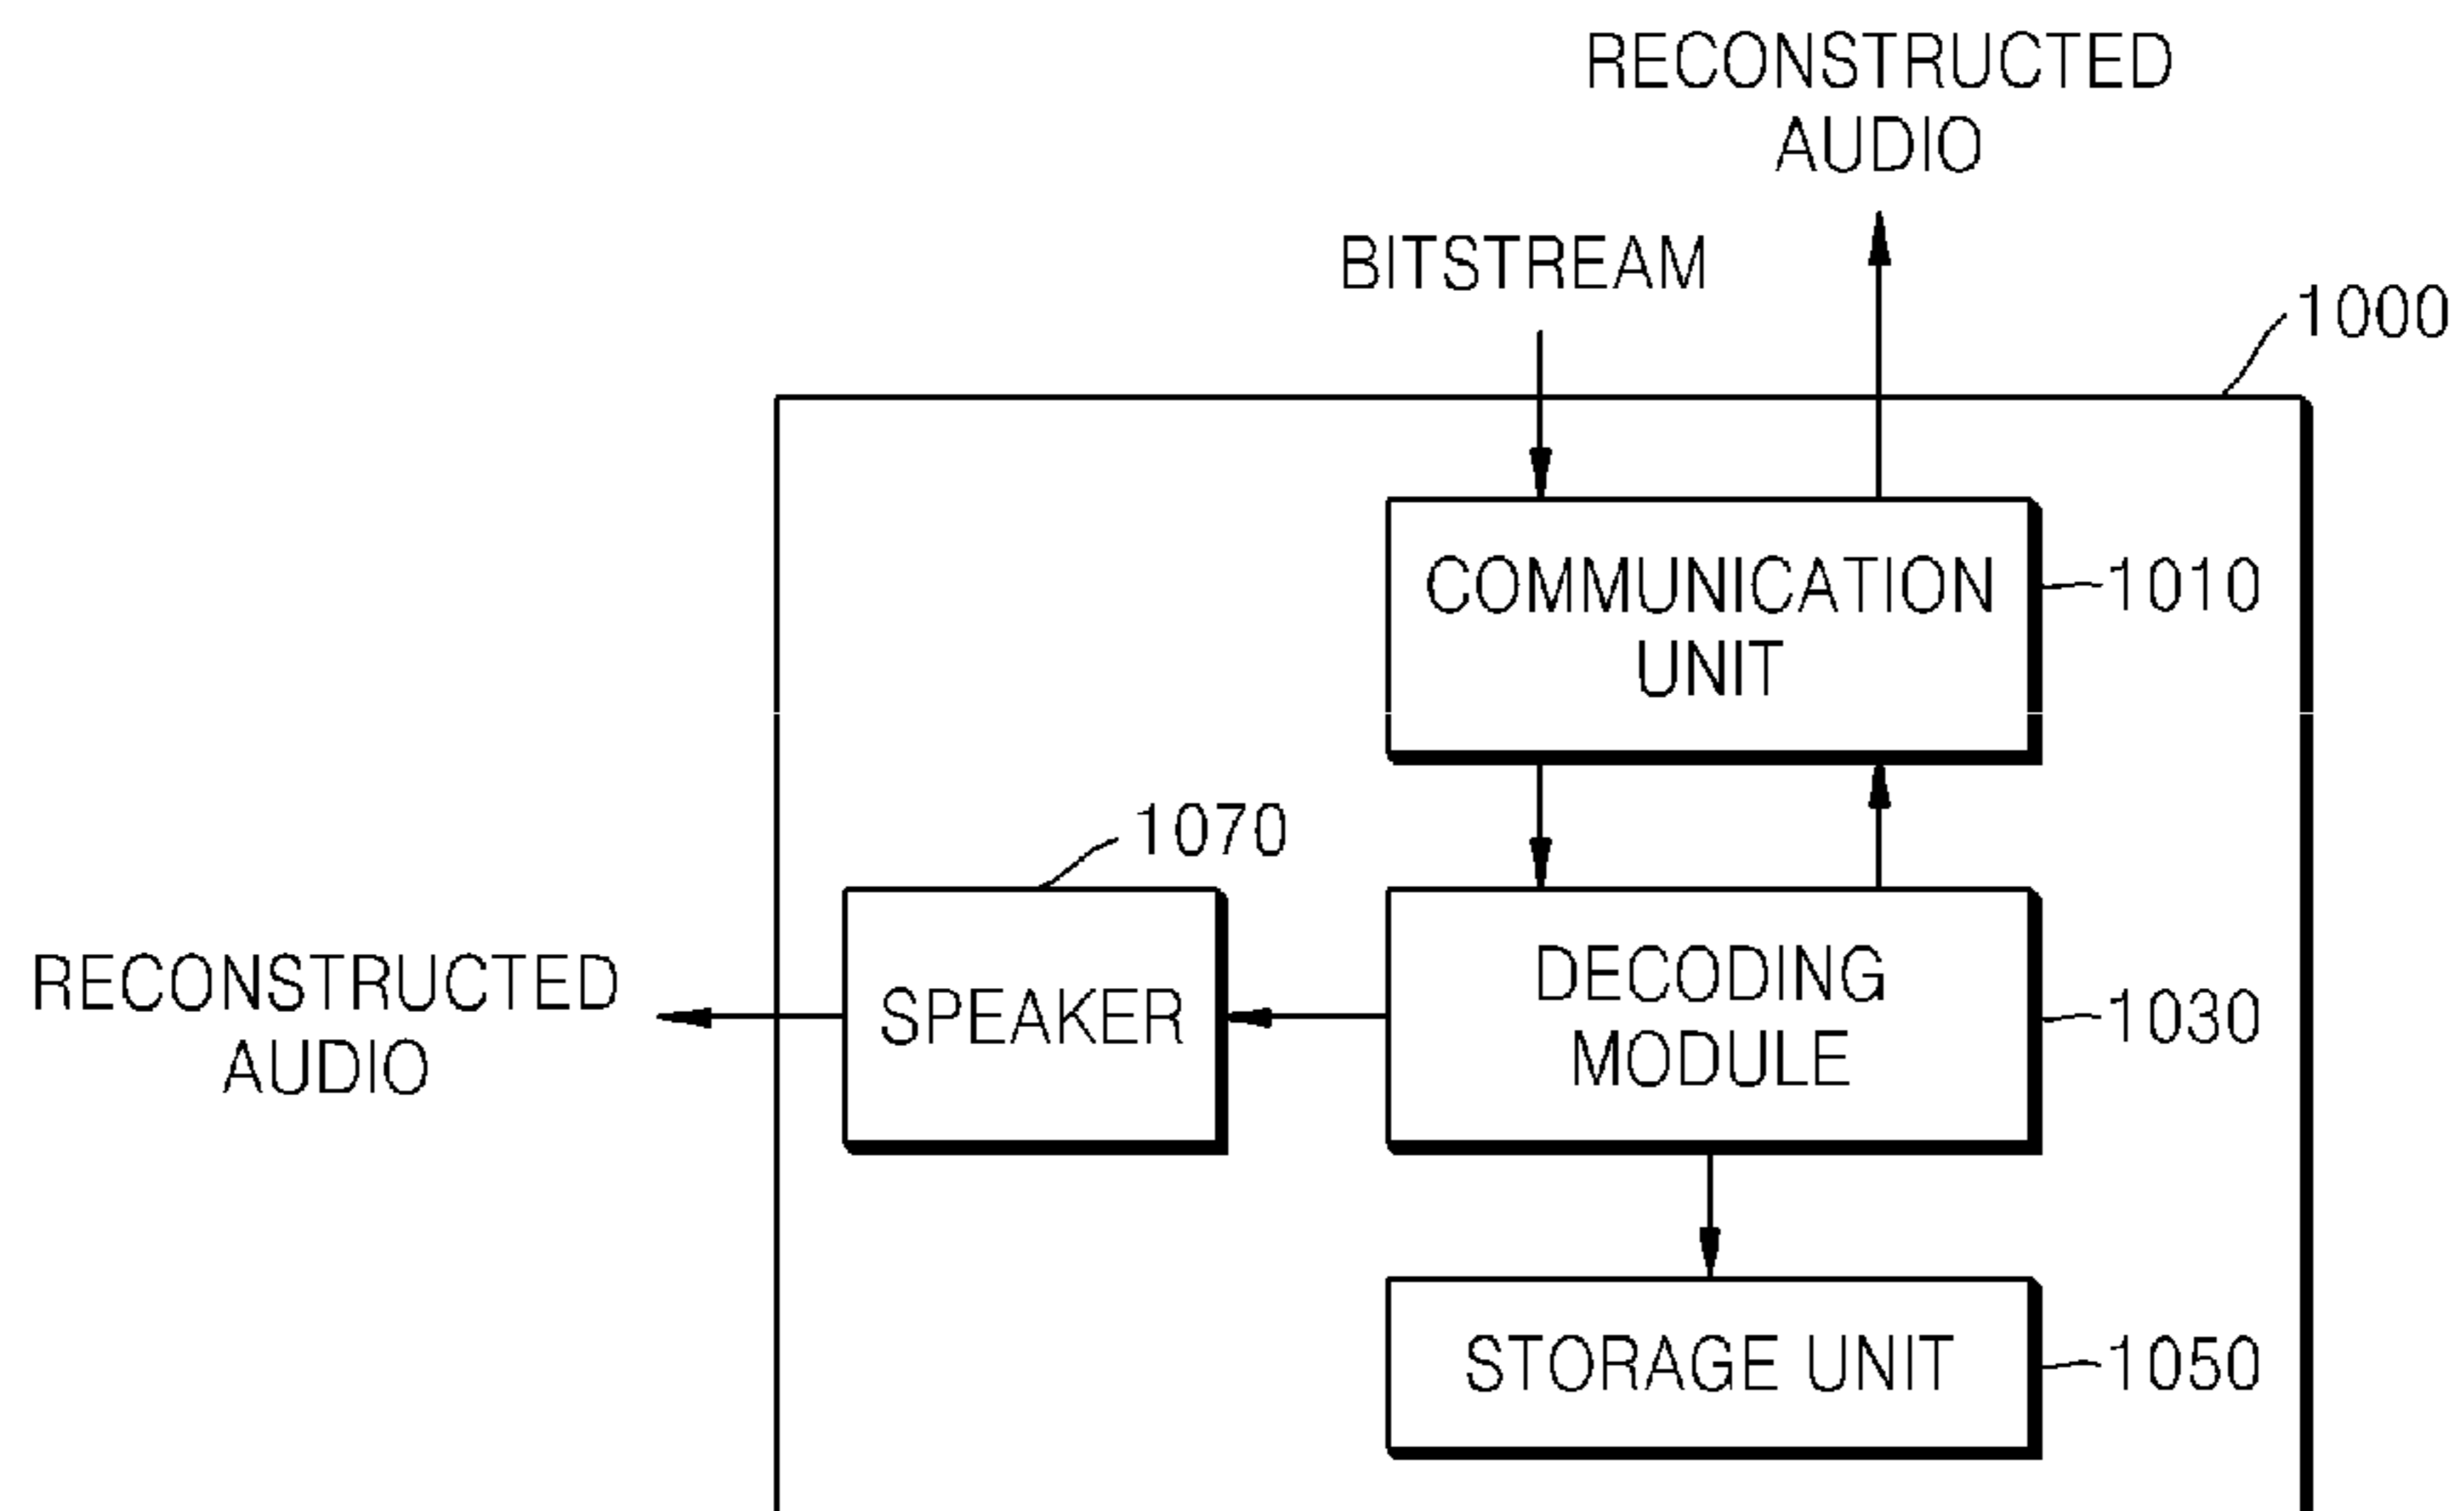 RECONSTRUCTED
AUDIO
BITSTREAM
1000
COMMUNICATION
UNIT
1010
1070
RECONSTRUCTED
AUDIO
SPEAKER
DECODING
MODULE
1030
STORAGE UNIT
1050